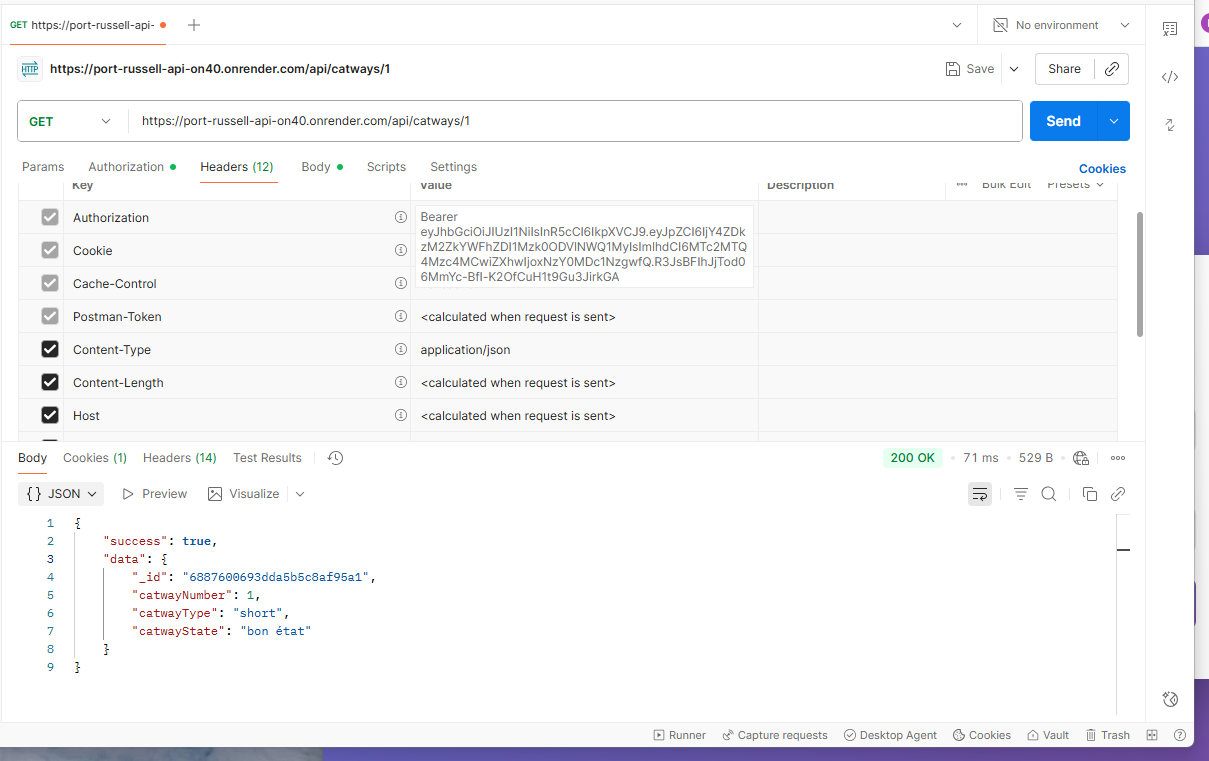 GET https://port-russell-api-
No environment
HTTP https://port-russell-api-on40.onrender.com/api/catways/1
Save
Share
GET https://port-russell-api-on40.onrender.com/api/catways/1
Send
Params Authorization Headers (12) Body Scripts Settings
Cookies
Key Value Description Bulk Edit Presets
Authorization
Bearer
eyJhbGciOiJIUzI1NiIsInR5cCI6IkpXVCJ9.eyJpZCI6IjY4ZDk
zM2ZkYWFhZDI1Mzk0ODVlNWQ1MyIsImlhdCI6MTc2MTQ
4Mzc4MCwiZXhwIjoxNzY0MDc1NzgwfQ.R3JsBFIhJjTod0
6MmYc-BfI-K2OfCuH1t9Gu3JirkGA
Cookie
Cache-Control
Postman-Token <calculated when request is sent>
Content-Type application/json
Content-Length <calculated when request is sent>
Host <calculated when request is sent>
Body Cookies (1) Headers (14) Test Results
200 OK • 71 ms • 529 B
{} JSON Preview Visualize
1 {
2 "success": true,
3 "data": {
4 "_id": "6887600693dda5b5c8af95a1",
5 "catwayNumber": 1,
6 "catwayType": "short",
7 "catwayState": "bon état"
8 }
9 }
Runner Capture requests Desktop Agent Cookies Vault Trash